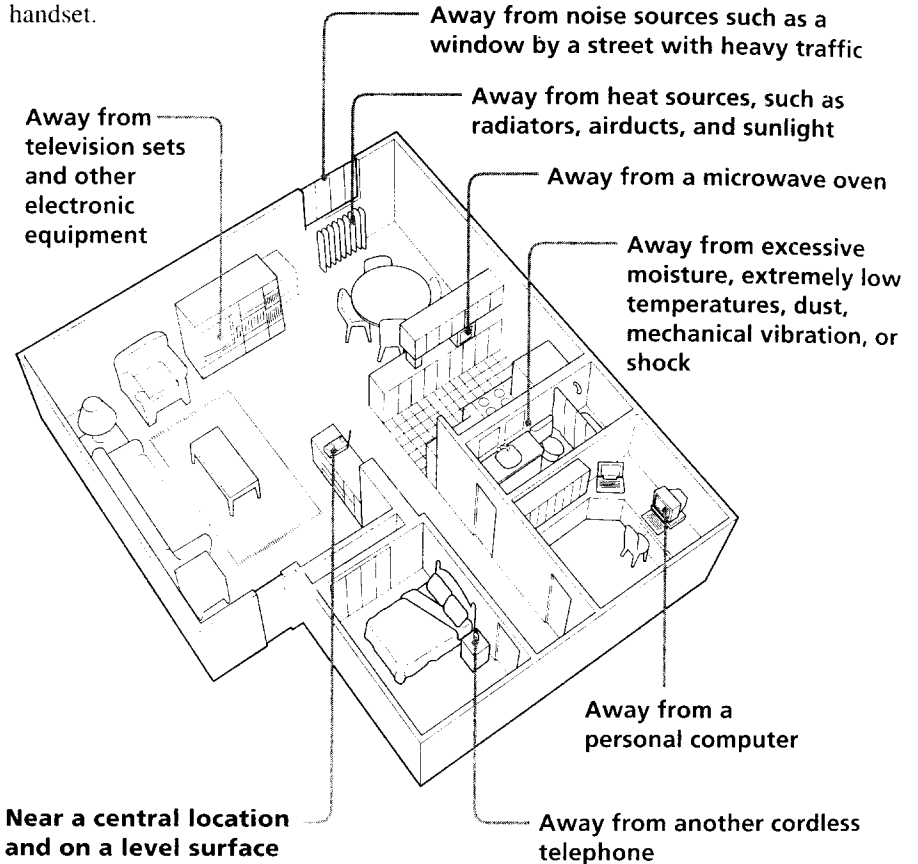 handset.
Away from noise sources such as a
window by a street with heavy traffic
Away from heat sources, such as
radiators, airducts, and sunlight
Away from
television sets
and other
electronic
equipment
Away from a microwave oven
Away from excessive
moisture, extremely low
temperatures, dust,
mechanical vibration, or
shock
Away from a
personal computer
Near a central location
and on a level surface
Away from another cordless
telephone